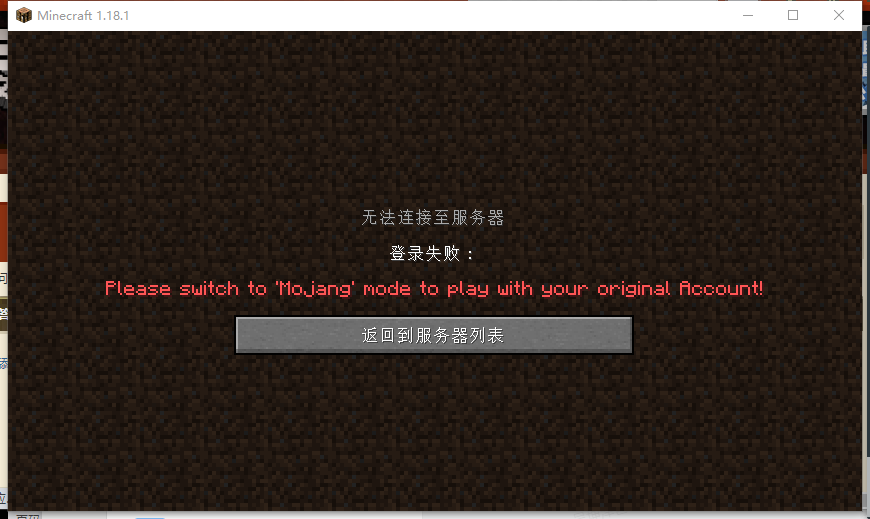 Minecraft 1.18.1
无法连接至服务器
登录失败：
Please switch to 'Mojang' mode to play with your original Account!
返回到服务器列表